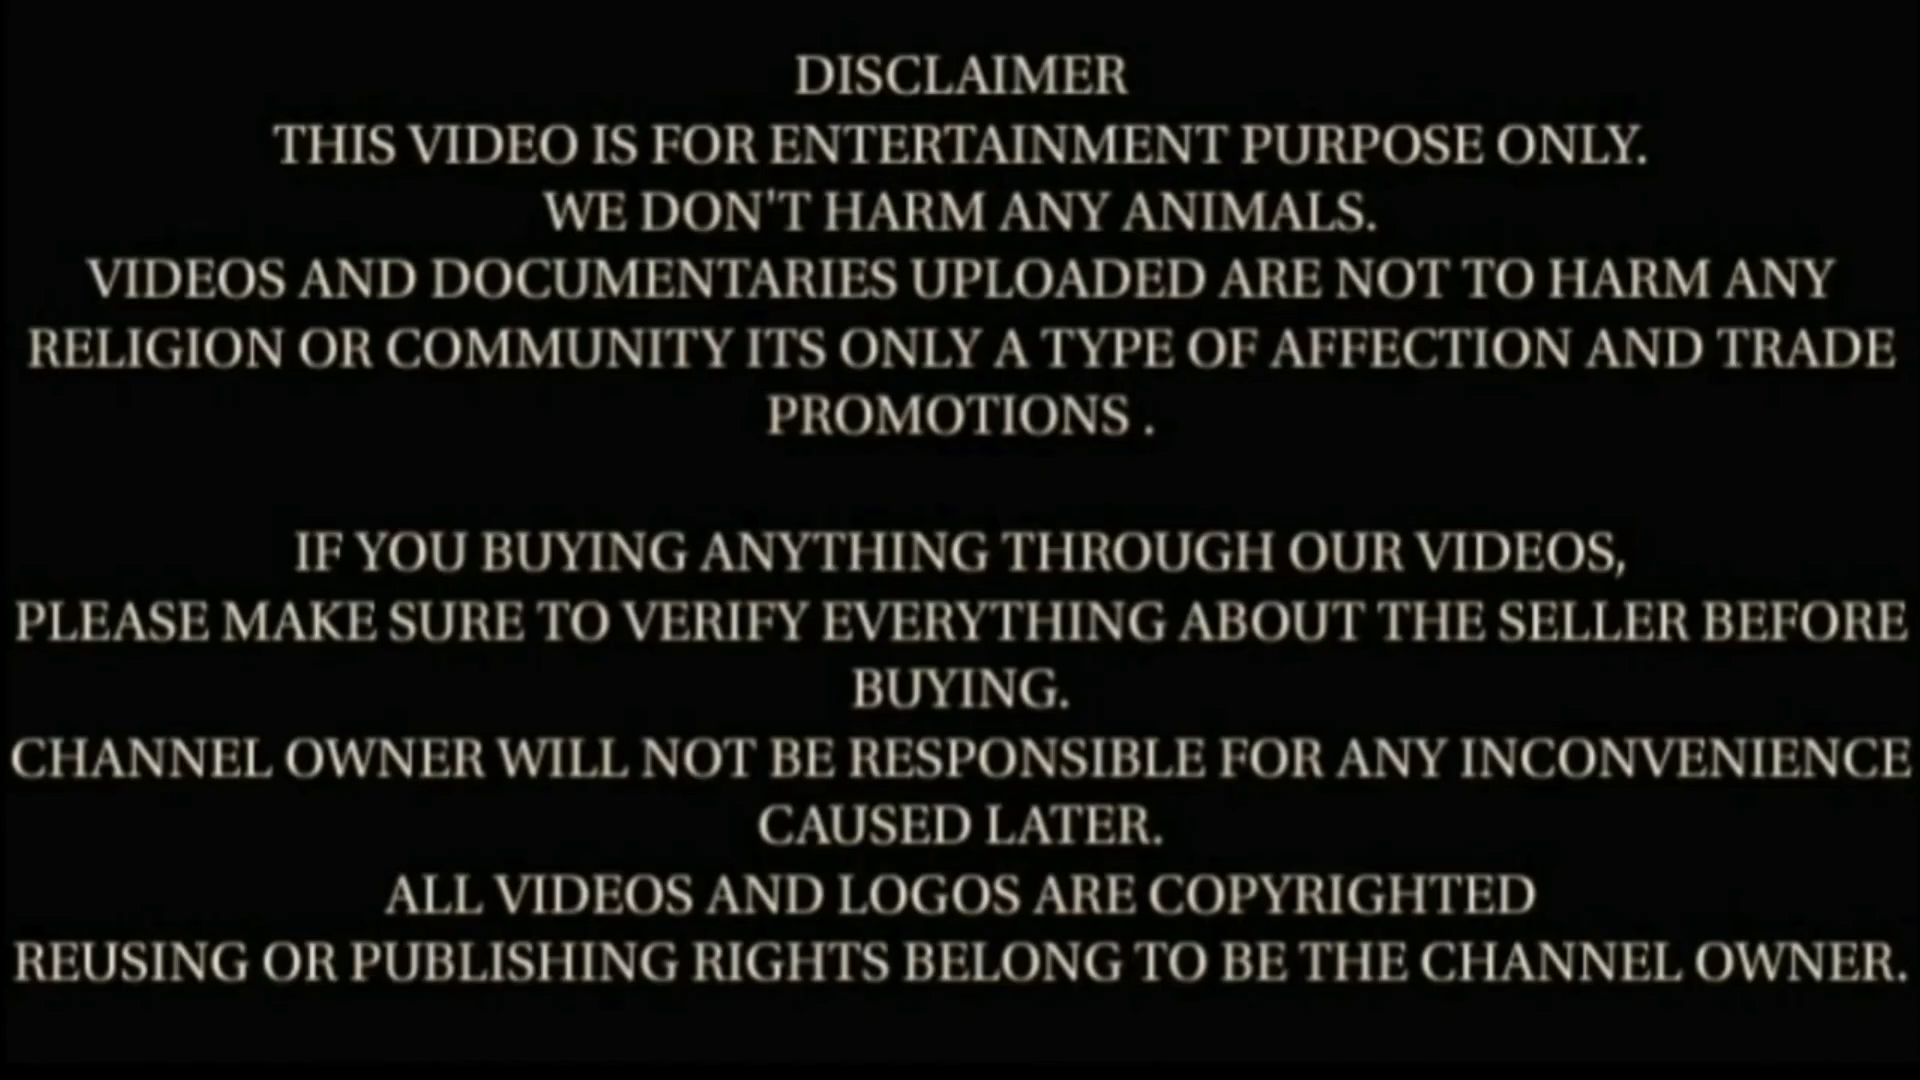 DISCLAIMER
THIS VIDEO IS FOR ENTERTAINMENT PURPOSE ONLY.
WE DON'T HARM ANY ANIMALS.
VIDEOS AND DOCUMENTARIES UPLOADED ARE NOT TO HARM ANY
RELIGION OR COMMUNITY ITS ONLY A TYPE OF AFFECTION AND TRADE
PROMOTIONS .
IF YOU BUYING ANYTHING THROUGH OUR VIDEOS,
PLEASE MAKE SURE TO VERIFY EVERYTHING ABOUT THE SELLER BEFORE
BUYING.
CHANNEL OWNER WILL NOT BE RESPONSIBLE FOR ANY INCONVENIENCE
CAUSED LATER.
ALL VIDEOS AND LOGOS ARE COPYRIGHTED
REUSING OR PUBLISHING RIGHTS BELONG TO BE THE CHANNEL OWNER.